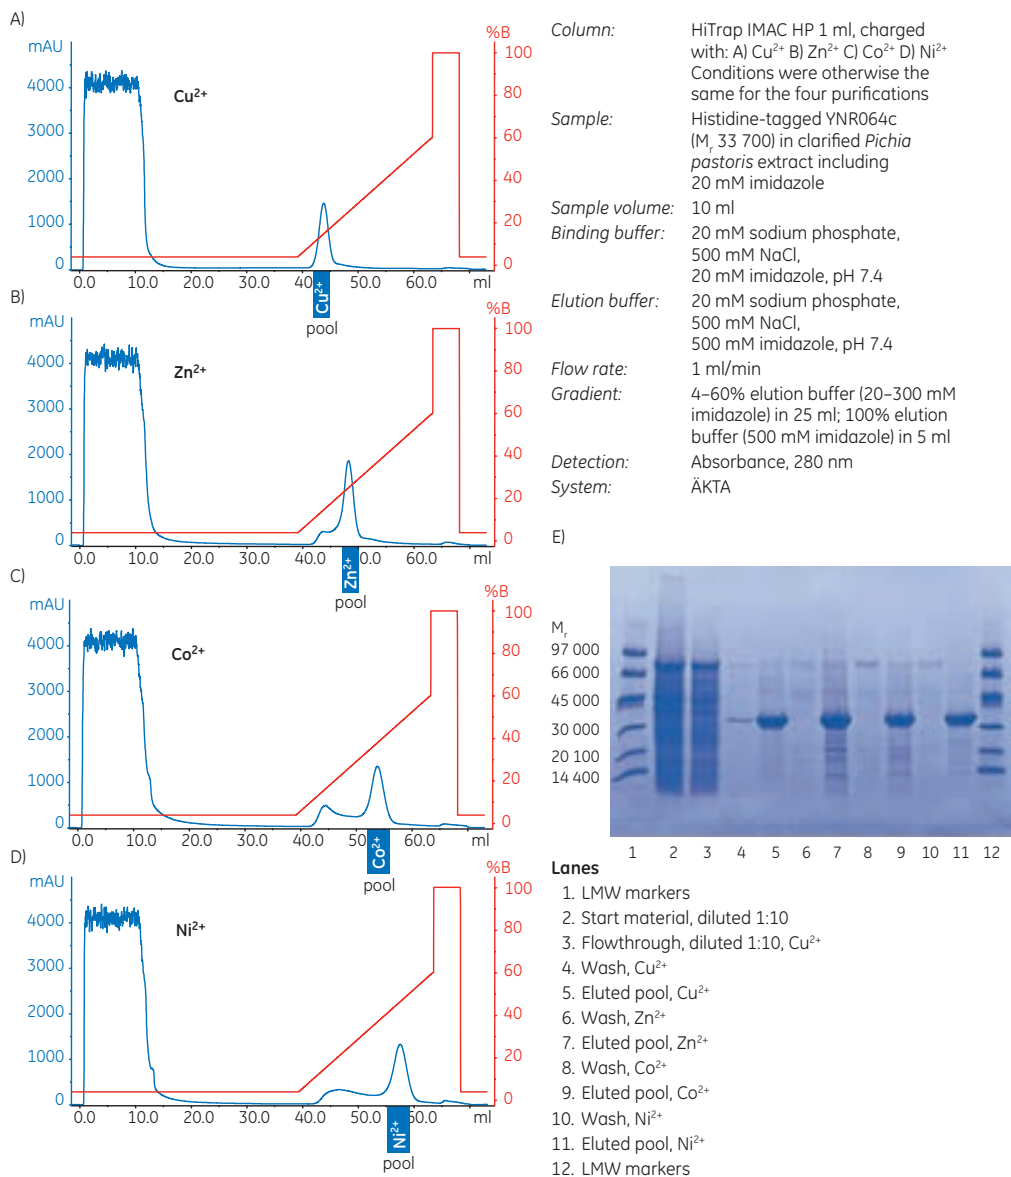 A)
mAU
%B
4000
3000
2000
1000
0
100
80
60
40
20
0
Cu²⁺
0.0 10.0 20.0 30.0 40.0 50.0 60.0 ml
Cu²⁺
pool
B)
mAU
%B
4000
3000
2000
1000
0
100
80
60
40
20
0
Zn²⁺
0.0 10.0 20.0 30.0 40.0 50.0 60.0 ml
Zn²⁺
pool
C)
mAU
%B
4000
3000
2000
1000
0
100
80
60
40
20
0
Co²⁺
0.0 10.0 20.0 30.0 40.0 50.0 60.0 ml
Co²⁺
pool
D)
mAU
%B
4000
3000
2000
1000
0
100
80
60
40
20
0
Ni²⁺
0.0 10.0 20.0 30.0 40.0 50.0 60.0 ml
Ni²⁺
pool
Column: HiTrap IMAC HP 1 ml, charged
with: A) Cu²⁺ B) Zn²⁺ C) Co²⁺ D) Ni²⁺
Conditions were otherwise the
same for the four purifications
Sample: Histidine-tagged YNR064c
(Mr 33 700) in clarified Pichia
pastoris extract including
20 mM imidazole
Sample volume: 10 ml
Binding buffer: 20 mM sodium phosphate,
500 mM NaCl,
20 mM imidazole, pH 7.4
Elution buffer: 20 mM sodium phosphate,
500 mM NaCl,
500 mM imidazole, pH 7.4
Flow rate: 1 ml/min
Gradient: 4–60% elution buffer (20–300 mM
imidazole) in 25 ml; 100% elution
buffer (500 mM imidazole) in 5 ml
Detection: Absorbance, 280 nm
System: ÄKTA
E)
Mr
97 000
66 000
45 000
30 000
20 100
14 400
1 2 3 4 5 6 7 8 9 10 11 12
Lanes
1. LMW markers
2. Start material, diluted 1:10
3. Flowthrough, diluted 1:10, Cu²⁺
4. Wash, Cu²⁺
5. Eluted pool, Cu²⁺
6. Wash, Zn²⁺
7. Eluted pool, Zn²⁺
8. Wash, Co²⁺
9. Eluted pool, Co²⁺
10. Wash, Ni²⁺
11. Eluted pool, Ni²⁺
12. LMW markers